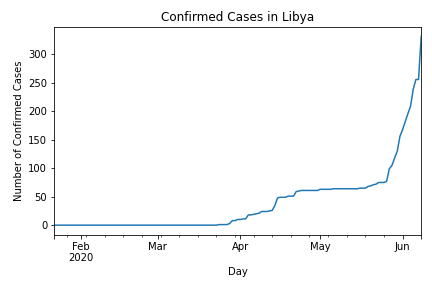 Confirmed Cases in Libya
Number of Confirmed Cases
300
250
200
150
100
50
0
Feb
2020
Mar
Apr
May
Jun
Day